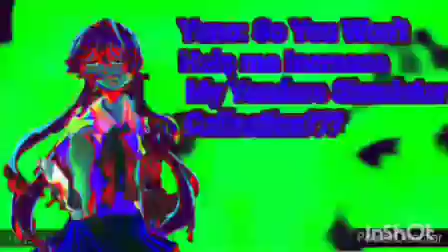 Yuno: So You Won't
Help me Increase
My Yandere Simulator
Collection???
InShOt